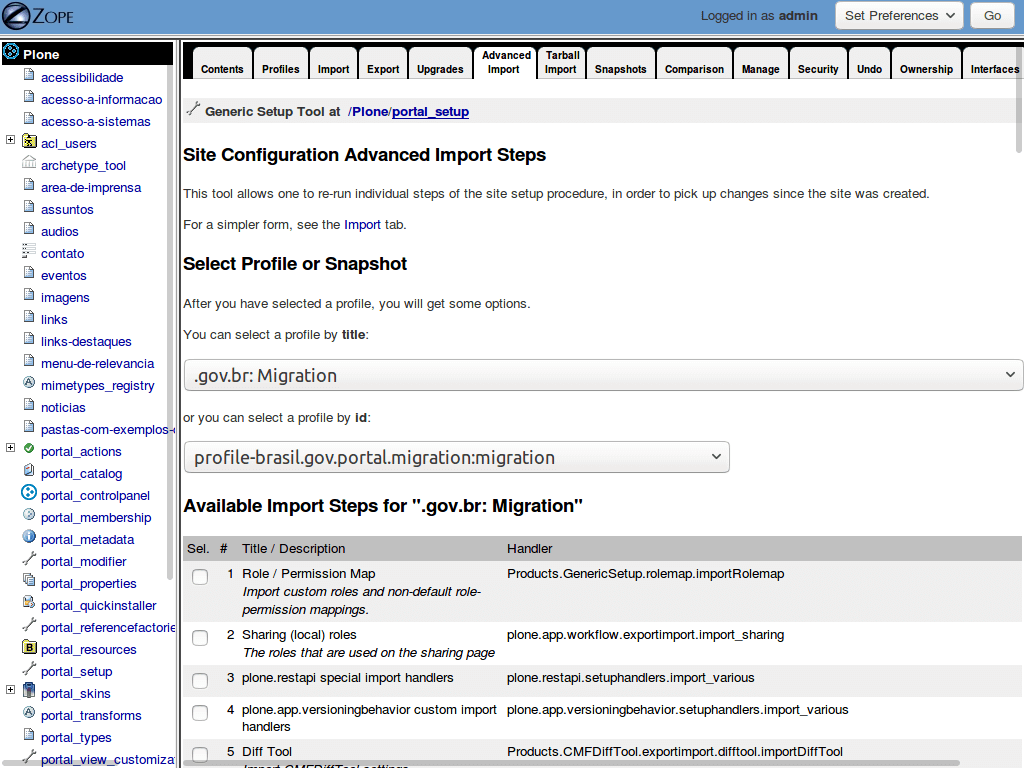 ZOPE
Logged in as admin
Set Preferences
Go
Plone
acessibilidade
acesso-a-informacao
acesso-a-sistemas
acl_users
archetype_tool
area-de-imprensa
assuntos
audios
contato
eventos
imagens
links
links-destaques
menu-de-relevancia
mimetypes_registry
noticias
pastas-com-exemplos-
portal_actions
portal_catalog
portal_controlpanel
portal_membership
portal_metadata
portal_modifier
portal_properties
portal_quickinstaller
portal_referencefactorie
portal_resources
portal_setup
portal_skins
portal_transforms
portal_types
portal_view_customiza
Contents
Profiles
Import
Export
Upgrades
Advanced
Import
Tarball
Import
Snapshots
Comparison
Manage
Security
Undo
Ownership
Interfaces
Generic Setup Tool at /Plone/portal_setup
Site Configuration Advanced Import Steps
This tool allows one to re-run individual steps of the site setup procedure, in order to pick up changes since the site was created.
For a simpler form, see the Import tab.
Select Profile or Snapshot
After you have selected a profile, you will get some options.
You can select a profile by title:
.gov.br: Migration
or you can select a profile by id:
profile-brasil.gov.portal.migration:migration
Available Import Steps for ".gov.br: Migration"
Sel. # Title / Description Handler
1 Role / Permission Map Products.GenericSetup.rolemap.importRolemap
Import custom roles and non-default role-
permission mappings.
2 Sharing (local) roles plone.app.workflow.exportimport.import_sharing
The roles that are used on the sharing page
3 plone.restapi special import handlers plone.restapi.setuphandlers.import_various
4 plone.app.versioningbehavior custom import plone.app.versioningbehavior.setuphandlers.import_various
handlers
5 Diff Tool Products.CMFDiffTool.exportimport.difftool.importDiffTool
Import CMFDiffTool settings